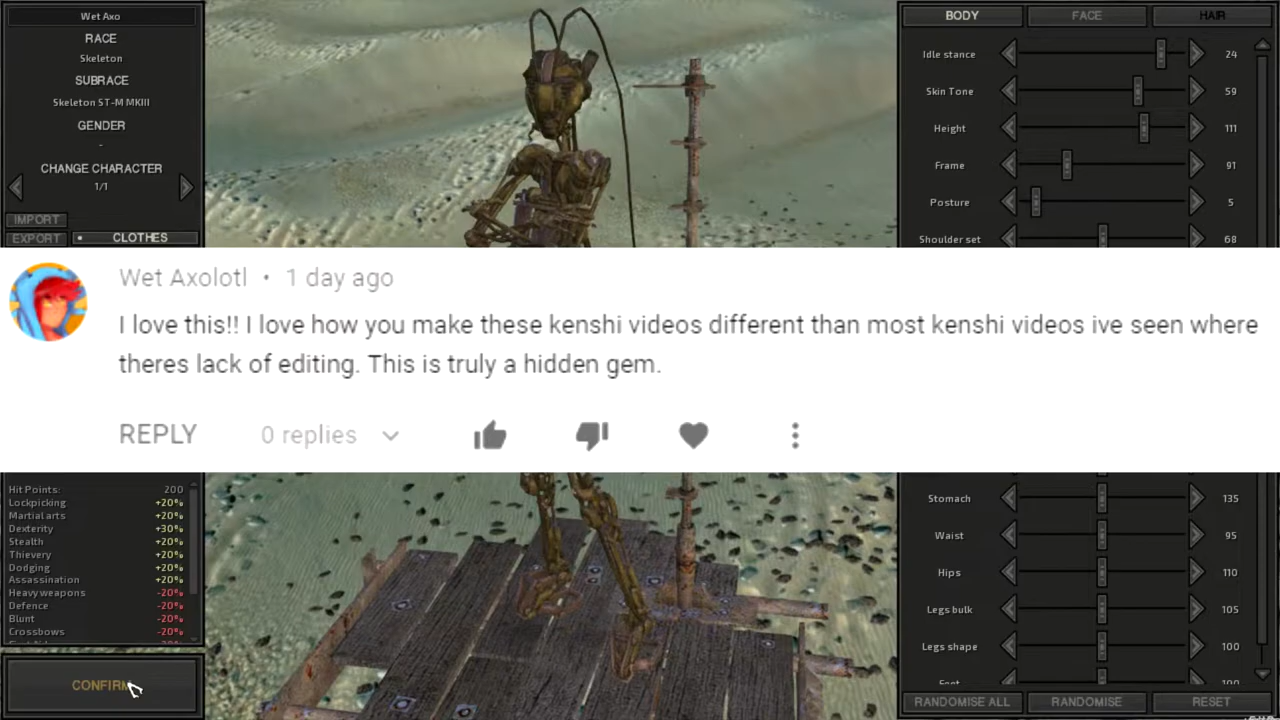 Wet Axo
RACE
Skeleton
SUBRACE
Skeleton ST-M MKIII
GENDER
-
CHANGE CHARACTER
1/1
IMPORT
EXPORT
CLOTHES
BODY
FACE
HAIR
Idle stance 24
Skin Tone 59
Height 111
Frame 91
Posture 5
Shoulder set 68
Wet Axolotl • 1 day ago
I love this!! I love how you make these kenshi videos different than most kenshi videos ive seen where
theres lack of editing. This is truly a hidden gem.
REPLY
0 replies
Hit Points: 200
Lockpicking +20%
Martial arts +20%
Dexterity +30%
Stealth +20%
Thievery +20%
Dodging +20%
Assassination +20%
Heavy weapons -20%
Defence -20%
Blunt -20%
Crossbows -20%
CONFIRM
Stomach 135
Waist 95
Hips 110
Legs bulk 105
Legs shape 100
Feet 100
RANDOMISE ALL
RANDOMISE
RESET